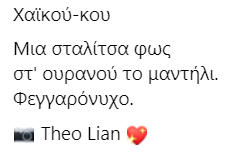 Χαϊκού-κου
Μια σταλίτσα φως
στ' ουρανού το μαντήλι.
Φεγγαρόνυχο.
📷 Theo Lian 💖